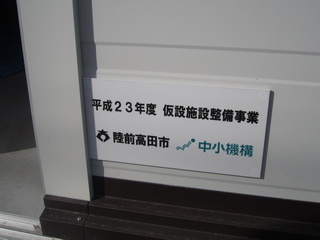 平成２３年度 仮設施設整備事業
陸前高田市 中小機構